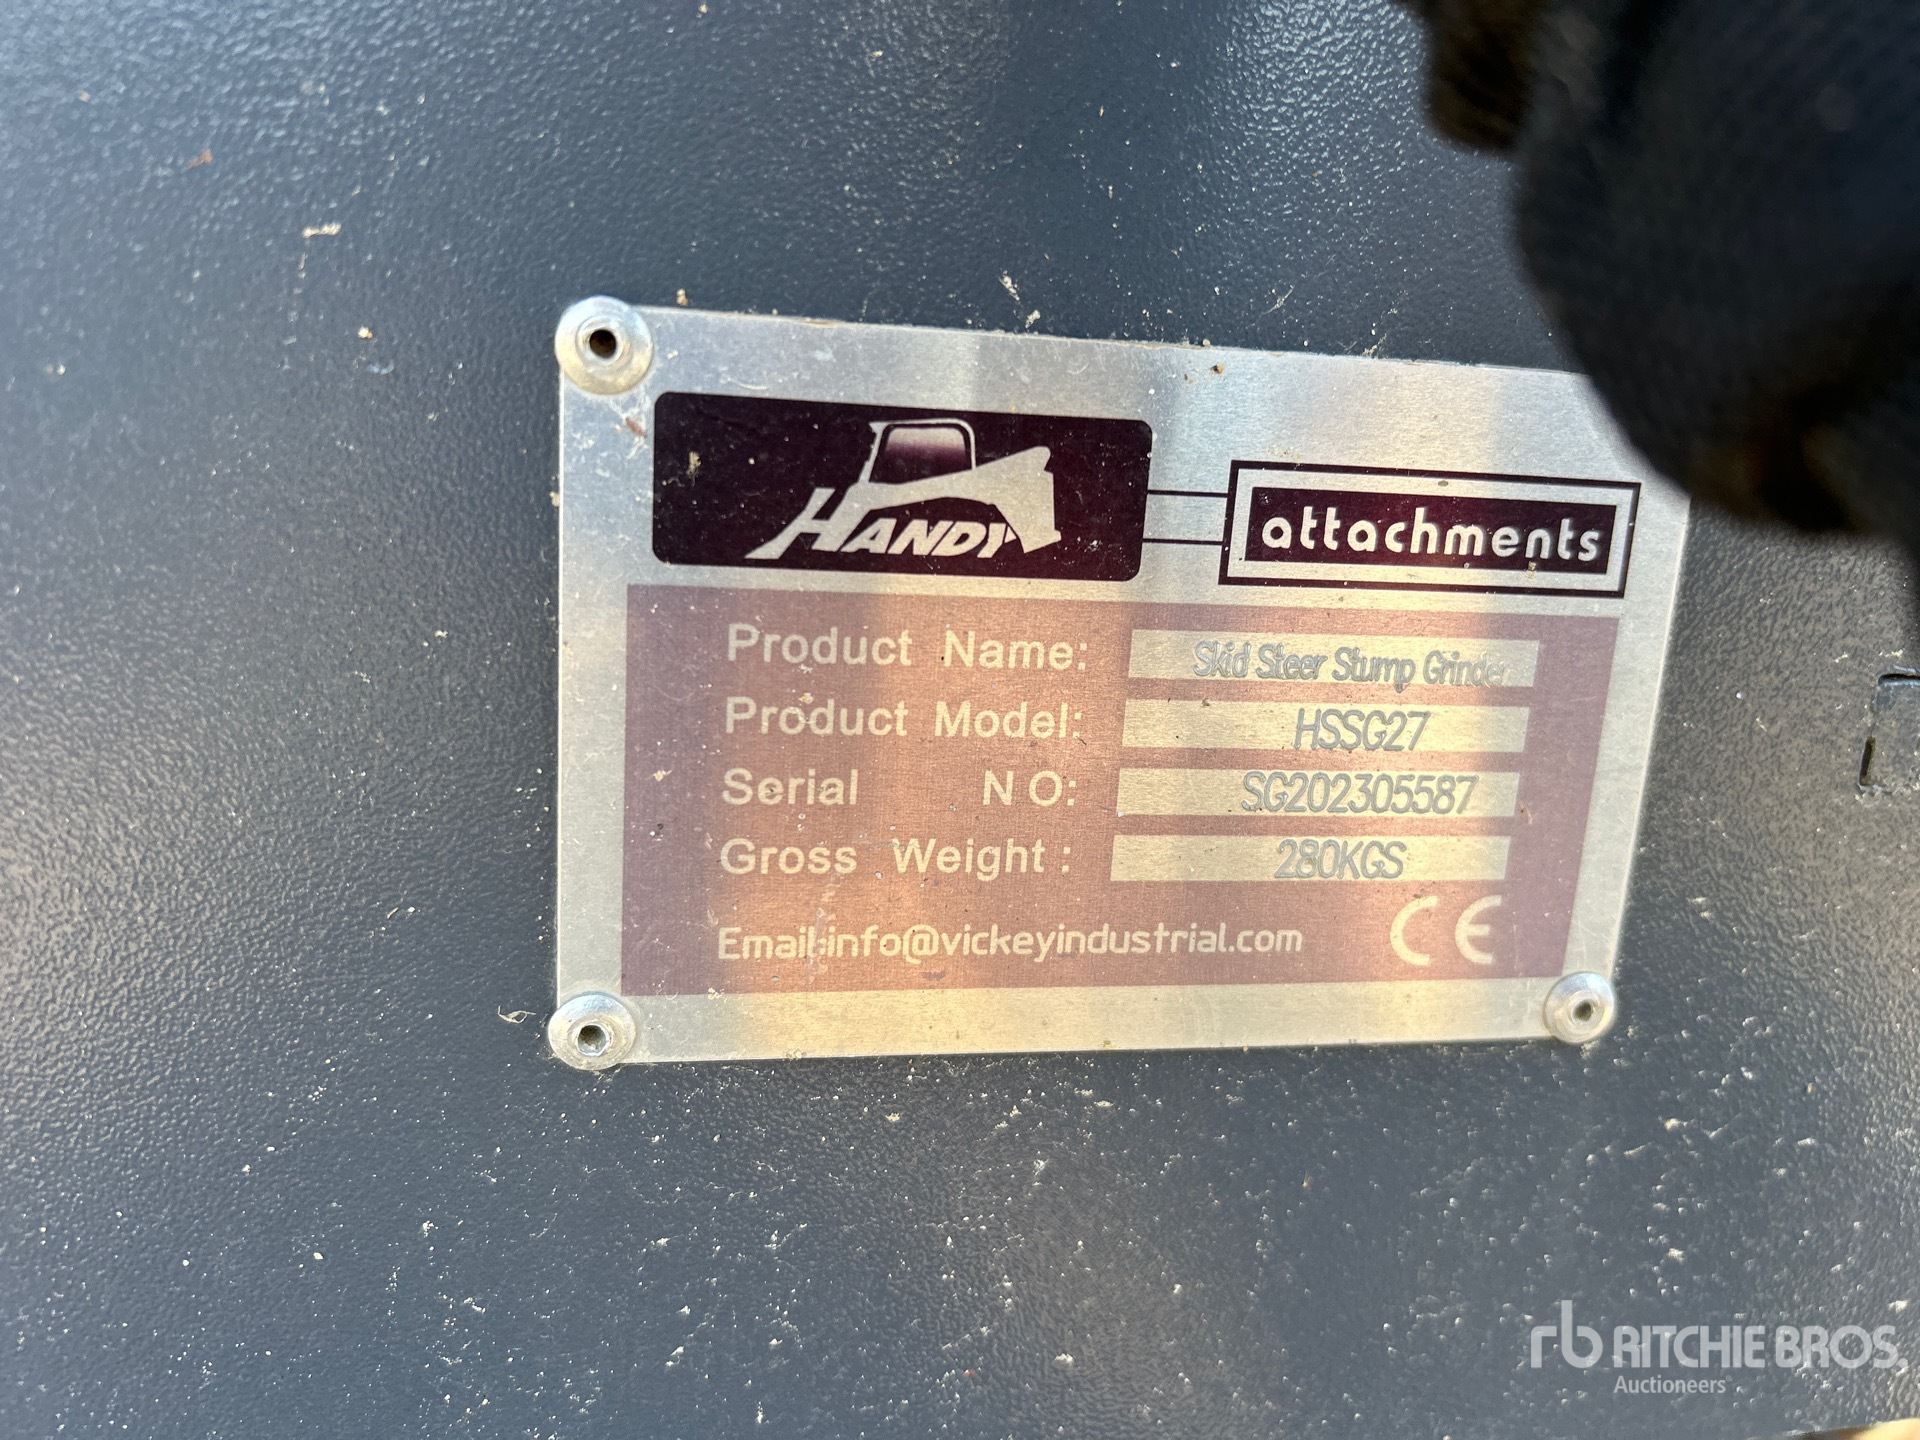 HANDY attachments
Product Name: Skid Steer Stump Grinder
Product Model: HSSG27
Serial NO: SG202305587
Gross Weight: 280KGS
Email:info@vickeyindustrial.com CE
rb RITCHIE BROS.
Auctioneers